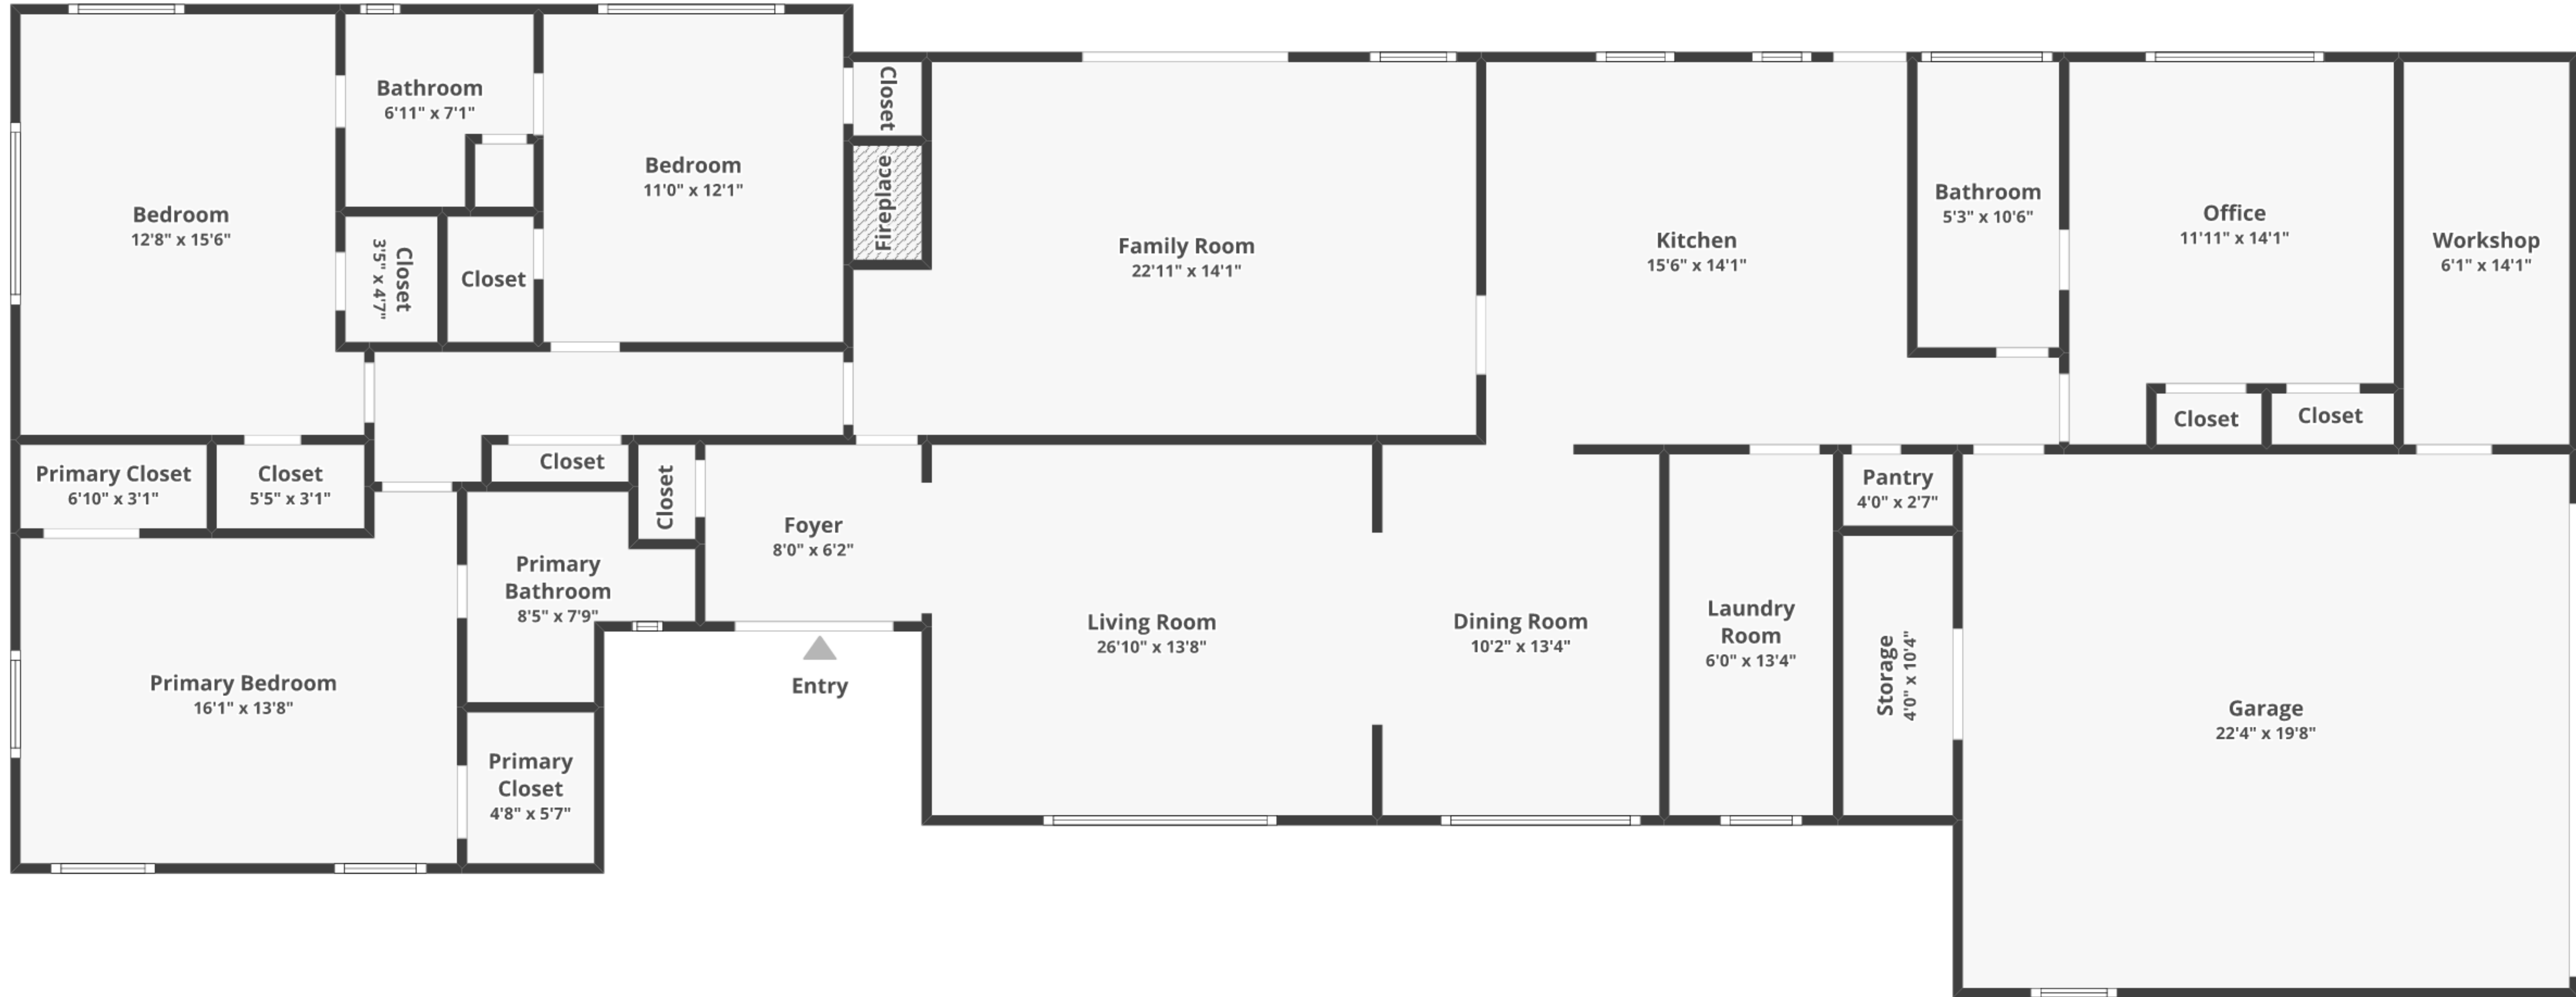 Bathroom
6'11" x 7'1"
Closet
Bedroom
11'0" x 12'1"
Fireplace
Bedroom
12'8" x 15'6"
Closet
3'5" x 4'7"
Closet
Family Room
22'11" x 14'1"
Kitchen
15'6" x 14'1"
Bathroom
5'3" x 10'6"
Office
11'11" x 14'1"
Workshop
6'1" x 14'1"
Closet
Closet
Primary Closet
6'10" x 3'1"
Closet
5'5" x 3'1"
Closet
Closet
Foyer
8'0" x 6'2"
Pantry
4'0" x 2'7"
Primary
Bathroom
8'5" x 7'9"
Entry
Living Room
26'10" x 13'8"
Dining Room
10'2" x 13'4"
Laundry
Room
6'0" x 13'4"
Storage
4'0" x 10'4"
Primary Bedroom
16'1" x 13'8"
Garage
22'4" x 19'8"
Primary
Closet
4'8" x 5'7"